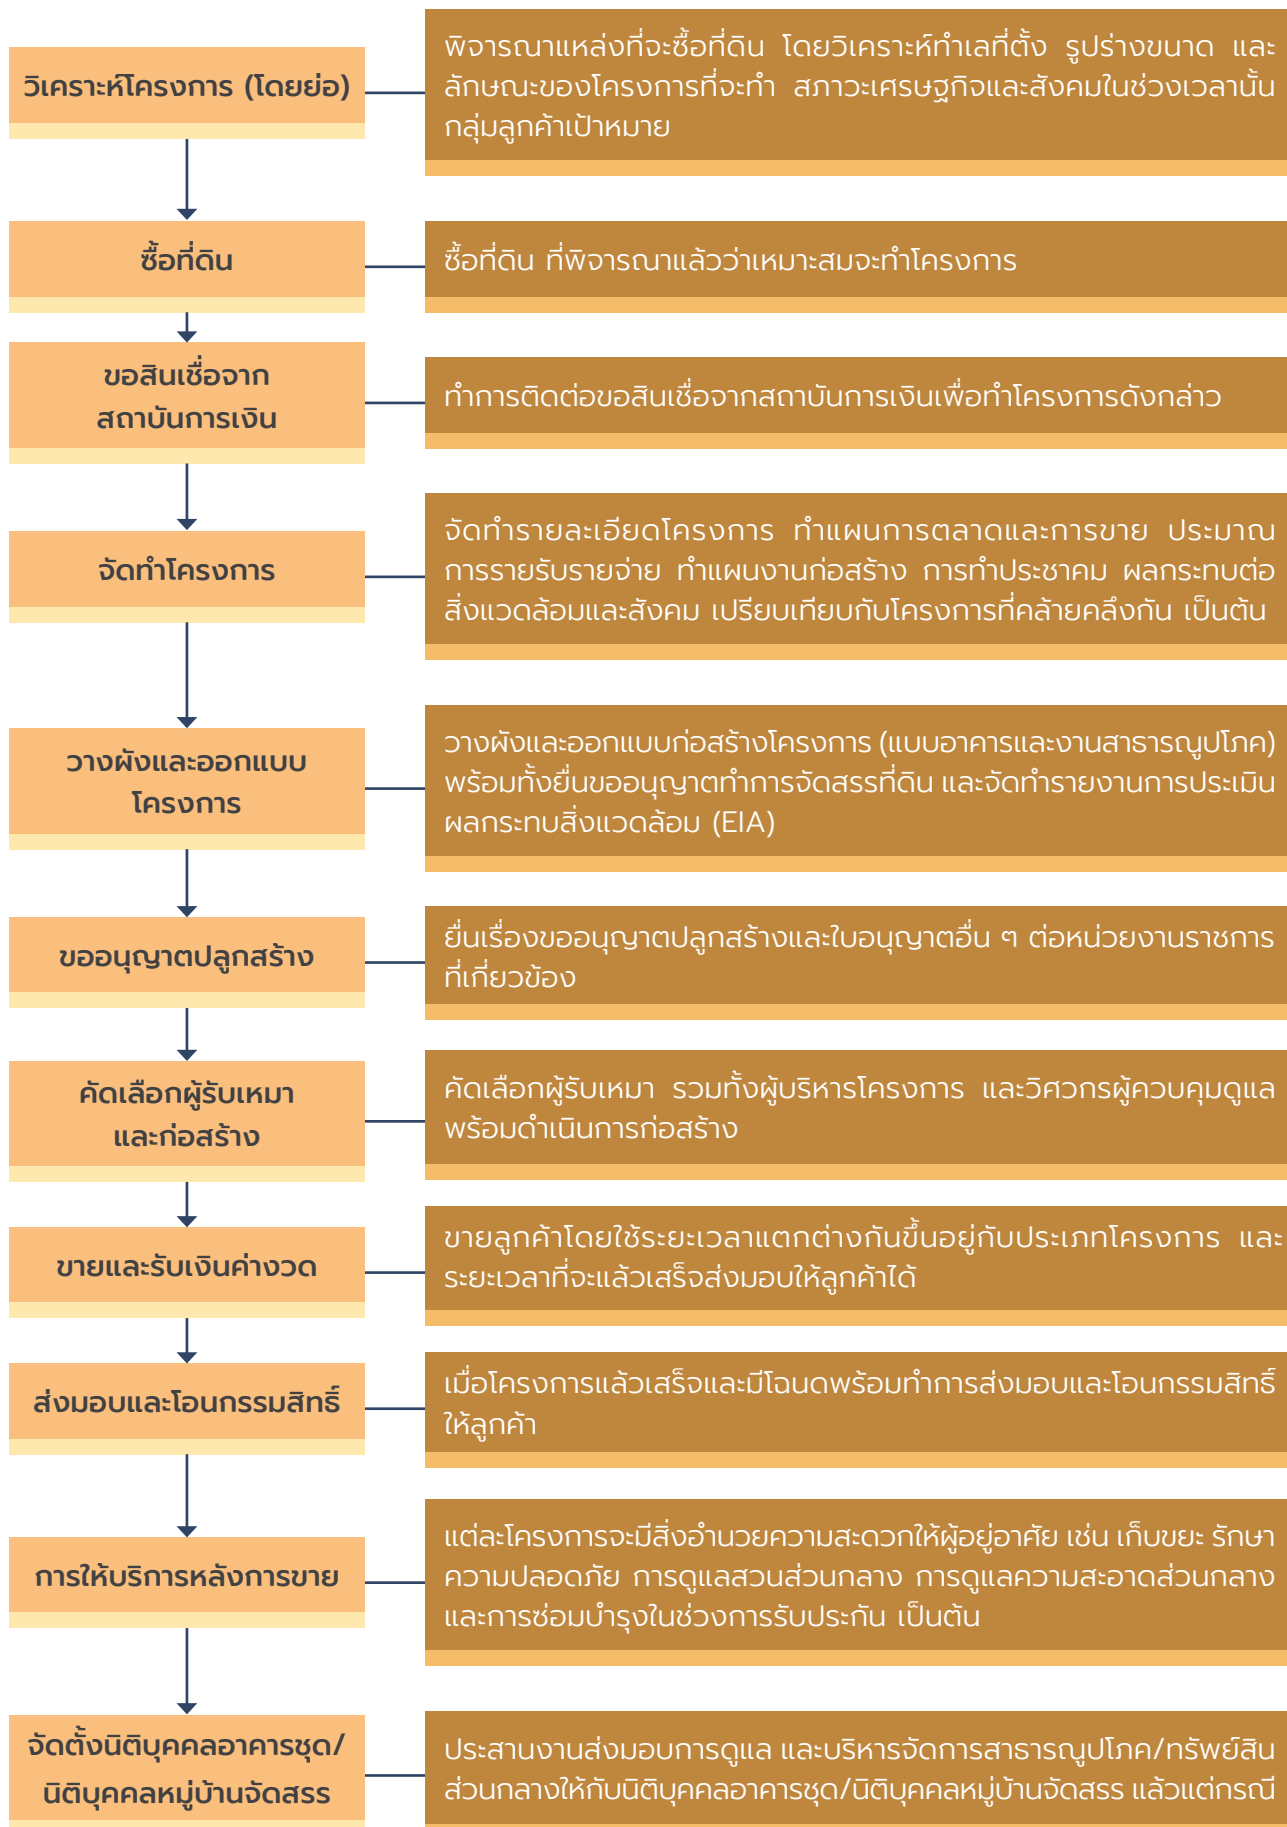 วิเคราะห์โครงการ (โดยย่อ)
พิจารณาแหล่งที่จะซื้อที่ดิน โดยวิเคราะห์ทำเลที่ตั้ง รูปร่างขนาด และ
ลักษณะของโครงการที่จะทำ สภาวะเศรษฐกิจและสังคมในช่วงเวลานั้น
กลุ่มลูกค้าเป้าหมาย
ซื้อที่ดิน
ซื้อที่ดิน ที่พิจารณาแล้วว่าเหมาะสมจะทำโครงการ
ขอสินเชื่อจาก
สถาบันการเงิน
ทำการติดต่อขอสินเชื่อจากสถาบันการเงินเพื่อทำโครงการดังกล่าว
จัดทำโครงการ
จัดทำรายละเอียดโครงการ ทำแผนการตลาดและการขาย ประมาณ
การรายรับรายจ่าย ทำแผนงานก่อสร้าง การทำประชาคม ผลกระทบต่อ
สิ่งแวดล้อมและสังคม เปรียบเทียบกับโครงการที่คล้ายคลึงกัน เป็นต้น
วางผังและออกแบบ
โครงการ
วางผังและออกแบบก่อสร้างโครงการ (แบบอาคารและงานสาธารณูปโภค)
พร้อมทั้งยื่นขออนุญาตทำการจัดสรรที่ดิน และจัดทำรายงานการประเมิน
ผลกระทบสิ่งแวดล้อม (EIA)
ขออนุญาตปลูกสร้าง
ยื่นเรื่องขออนุญาตปลูกสร้างและใบอนุญาตอื่น ๆ ต่อหน่วยงานราชการ
ที่เกี่ยวข้อง
คัดเลือกผู้รับเหมา
และก่อสร้าง
คัดเลือกผู้รับเหมา รวมทั้งผู้บริหารโครงการ และวิศวกรผู้ควบคุมดูแล
พร้อมดำเนินการก่อสร้าง
ขายและรับเงินค่างวด
ขายลูกค้าโดยใช้ระยะเวลาแตกต่างกันขึ้นอยู่กับประเภทโครงการ และ
ระยะเวลาที่จะแล้วเสร็จส่งมอบให้ลูกค้าได้
ส่งมอบและโอนกรรมสิทธิ์
เมื่อโครงการแล้วเสร็จและมีโฉนดพร้อมทำการส่งมอบและโอนกรรมสิทธิ์
ให้ลูกค้า
การให้บริการหลังการขาย
แต่ละโครงการจะมีสิ่งอำนวยความสะดวกให้ผู้อยู่อาศัย เช่น เก็บขยะ รักษา
ความปลอดภัย การดูแลสวนส่วนกลาง การดูแลความสะอาดส่วนกลาง
และการซ่อมบำรุงในช่วงการรับประกัน เป็นต้น
จัดตั้งนิติบุคคลอาคารชุด/
นิติบุคคลหมู่บ้านจัดสรร
ประสานงานส่งมอบการดูแล และบริหารจัดการสาธารณูปโภค/ทรัพย์สิน
ส่วนกลางให้กับนิติบุคคลอาคารชุด/นิติบุคคลหมู่บ้านจัดสรร แล้วแต่กรณี